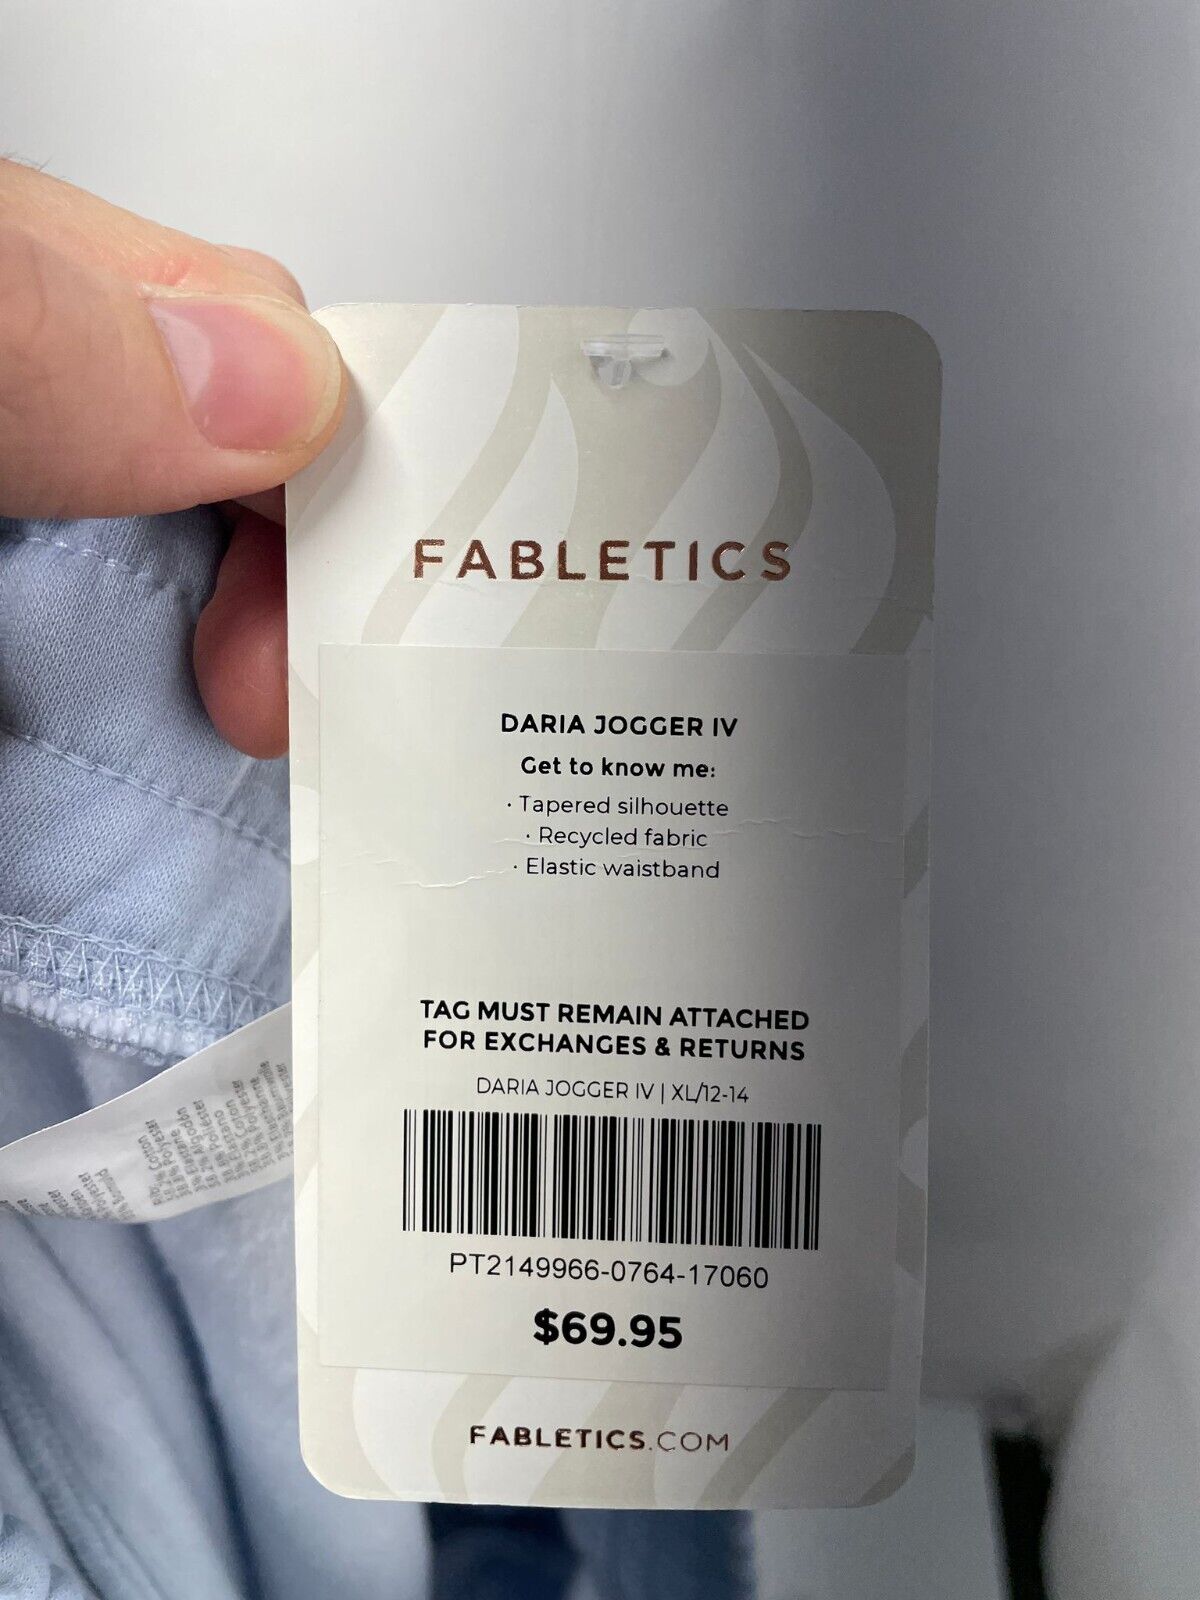 FABLETICS
DARIA JOGGER IV
Get to know me:
· Tapered silhouette
· Recycled fabric
· Elastic waistband
TAG MUST REMAIN ATTACHED
FOR EXCHANGES & RETURNS
DARIA JOGGER IV | XL/12-14
PT2149966-0764-17060
$69.95
FABLETICS.COM